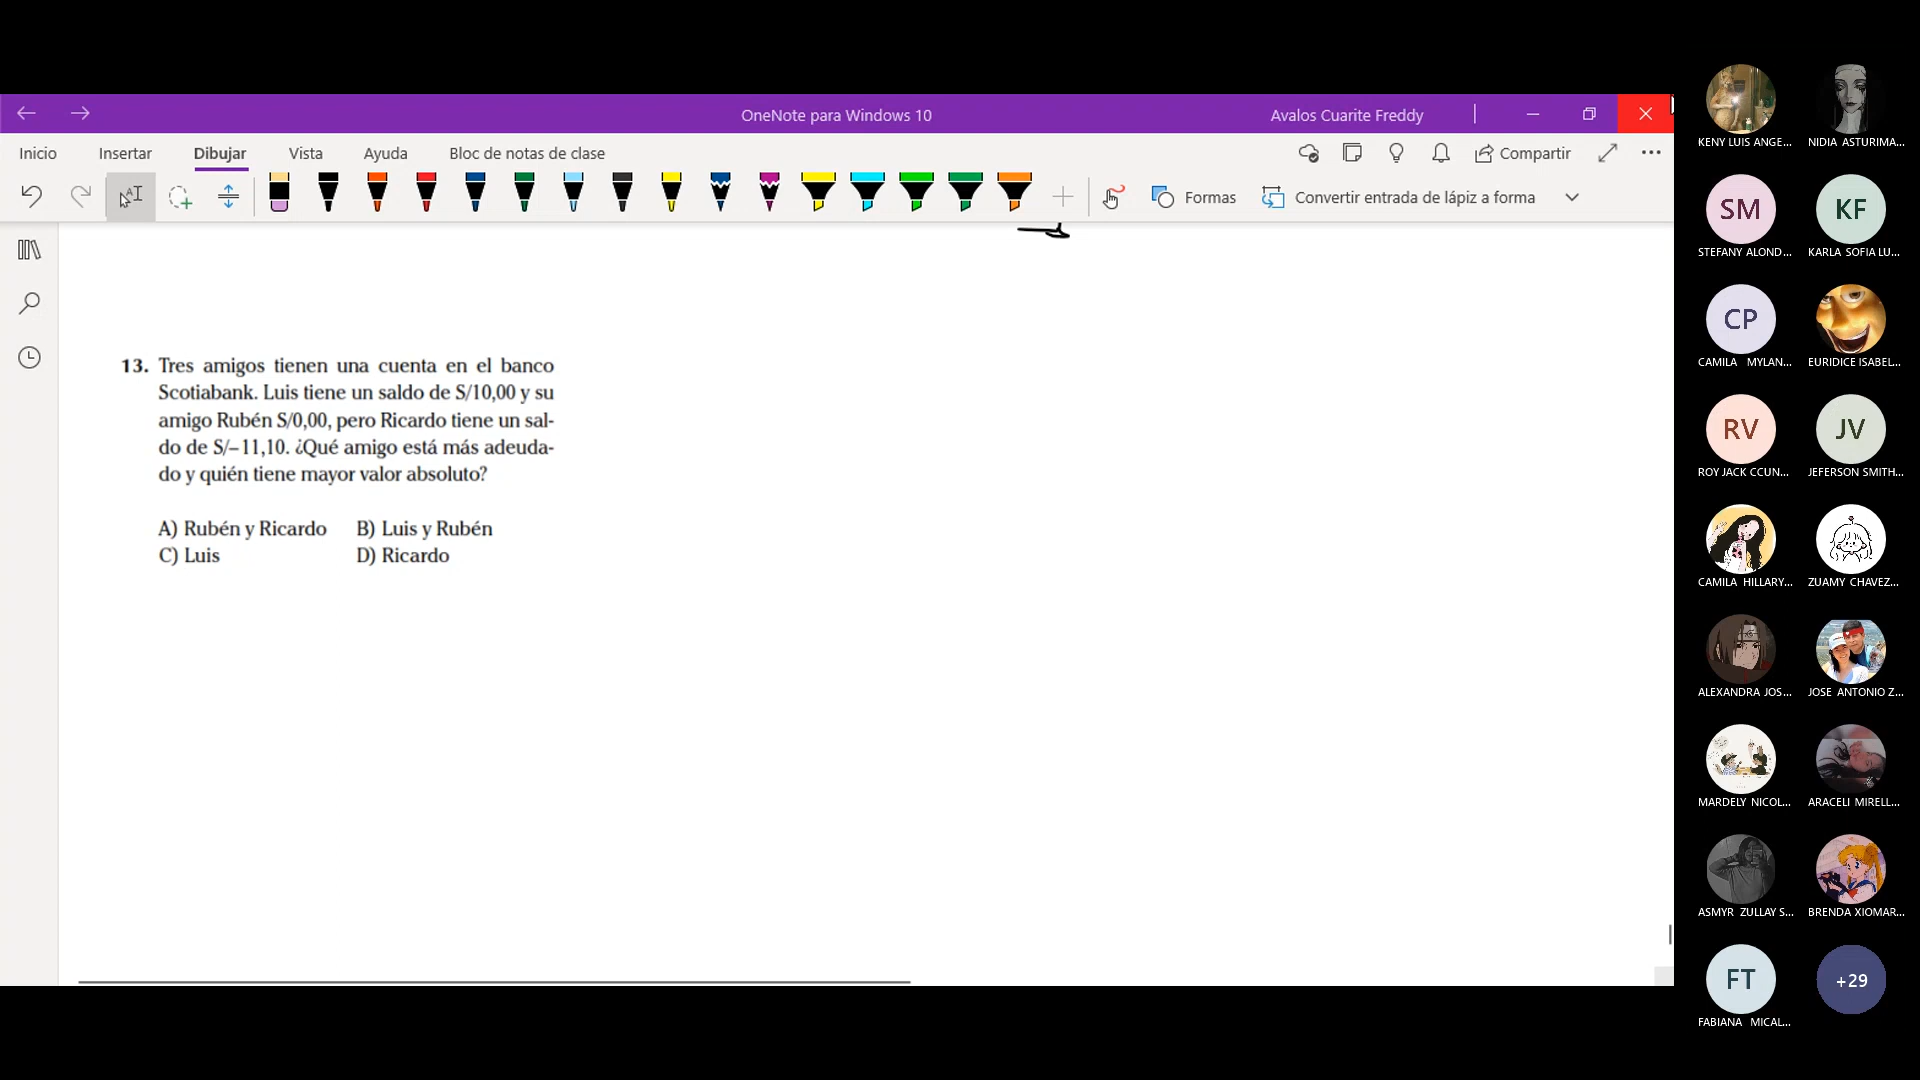 OneNote para Windows 10
Avalos Cuarite Freddy
Inicio Insertar Dibujar Vista Ayuda Bloc de notas de clase
Compartir
Formas
Convertir entrada de lápiz a forma
13. Tres amigos tienen una cuenta en el banco
Scotiabank. Luis tiene un saldo de S/10,00 y su
amigo Rubén S/0,00, pero Ricardo tiene un sal-
do de S/–11,10. ¿Qué amigo está más adeuda-
do y quién tiene mayor valor absoluto?
A) Rubén y Ricardo B) Luis y Rubén
C) Luis D) Ricardo
KENY LUIS ANGE... NIDIA ASTURIMA...
SM KF
STEFANY ALOND... KARLA SOFIA LU...
CP
CAMILA MYLAN... EURIDICE ISABEL...
RV JV
ROY JACK CCUN... JEFERSON SMITH...
CAMILA HILLARY... ZUAMY CHAVEZ...
ALEXANDRA JOS... JOSE ANTONIO Z...
MARDELY NICOL... ARACELI MIRELL...
ASMYR ZULLAY S... BRENDA XIOMAR...
FT +29
FABIANA MICAL...